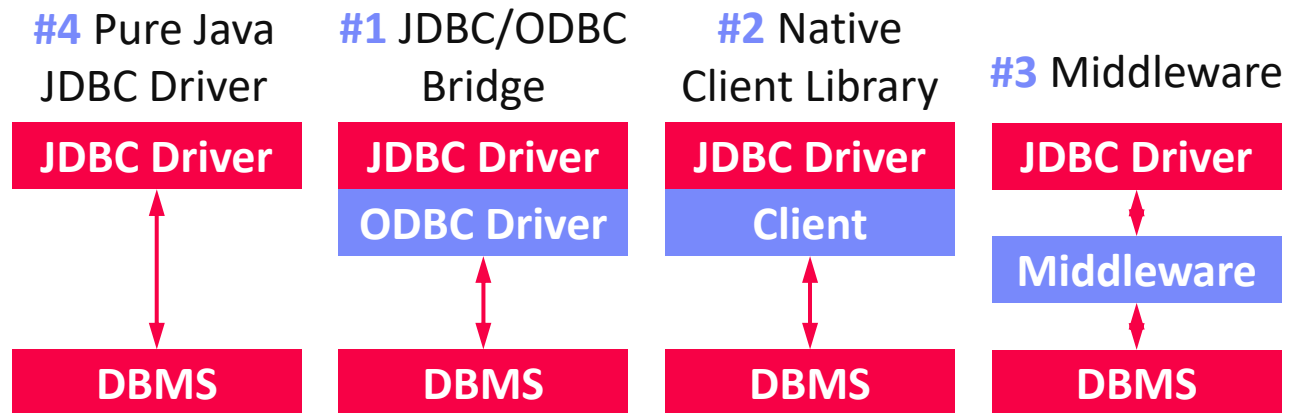 #4 Pure Java
JDBC Driver
JDBC Driver
DBMS
#1 JDBC/ODBC
Bridge
JDBC Driver
ODBC Driver
DBMS
#2 Native
Client Library
JDBC Driver
Client
DBMS
#3 Middleware
JDBC Driver
Middleware
DBMS